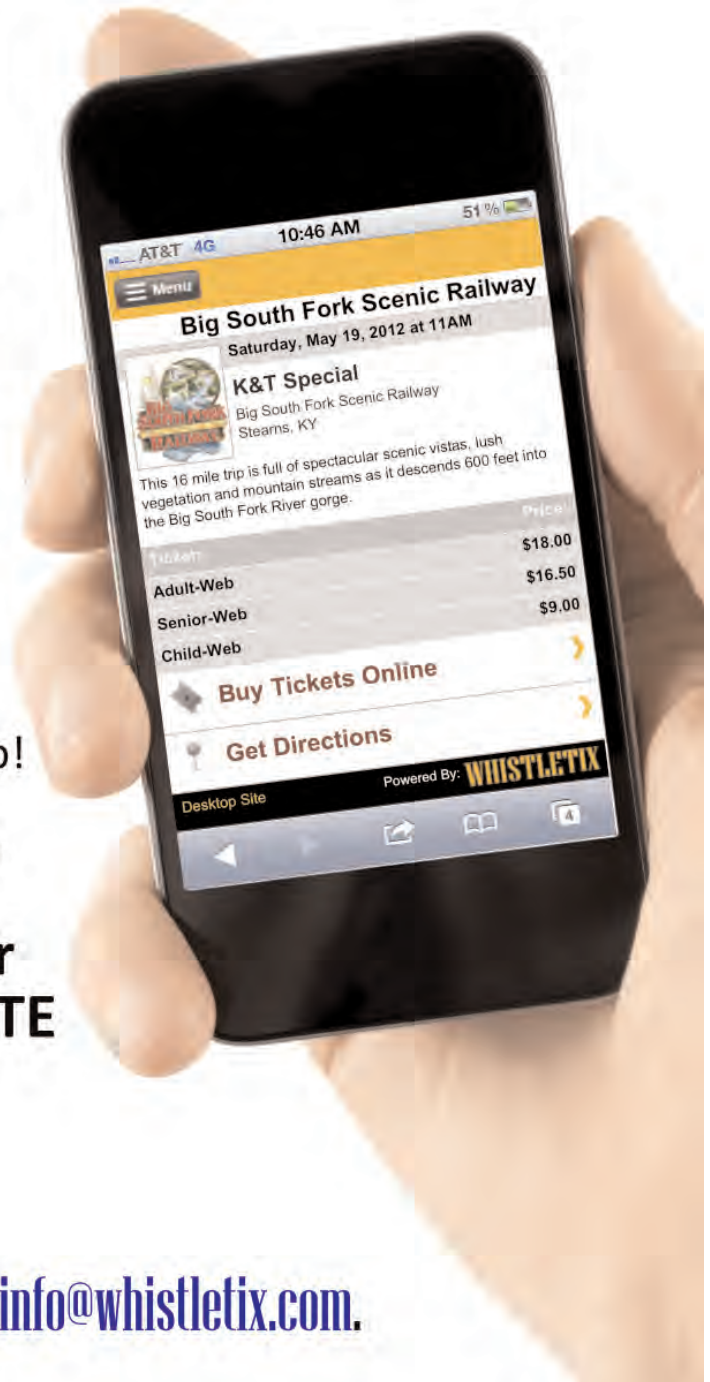 AT&T 4G 10:46 AM 51 %
Menu
Big South Fork Scenic Railway
Saturday, May 19, 2012 at 11AM
K&T Special
Big South Fork Scenic Railway
Stearns, KY
This 16 mile trip is full of spectacular scenic vistas, lush
vegetation and mountain streams as it descends 600 feet into
the Big South Fork River gorge.
Tickets Price
Adult-Web $18.00
Senior-Web $16.50
Child-Web $9.00
Buy Tickets Online
Get Directions
Desktop Site Powered By: WHISTLETIX
4
!
r
TE
info@whistletix.com.